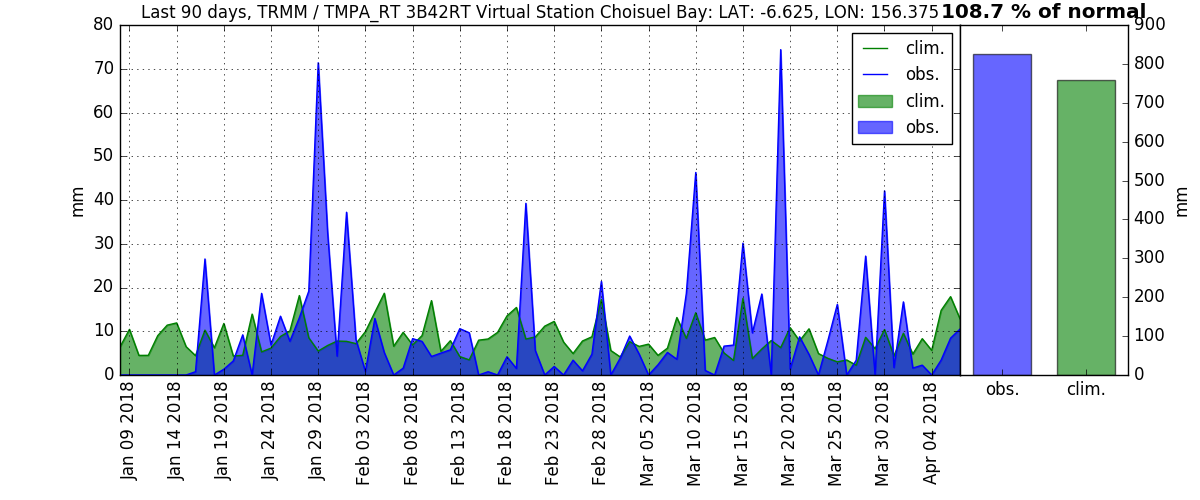 Last 90 days, TRMM / TMPA_RT 3B42RT Virtual Station Choisuel Bay: LAT: -6.625, LON: 156.375 108.7 % of normal
80
70
60
50
40
30
20
10
0
mm
clim.
obs.
clim.
obs.
900
800
700
600
500
400
300
200
100
0
mm
obs.
clim.
Jan 09 2018
Jan 14 2018
Jan 19 2018
Jan 24 2018
Jan 29 2018
Feb 03 2018
Feb 08 2018
Feb 13 2018
Feb 18 2018
Feb 23 2018
Feb 28 2018
Mar 05 2018
Mar 10 2018
Mar 15 2018
Mar 20 2018
Mar 25 2018
Mar 30 2018
Apr 04 2018